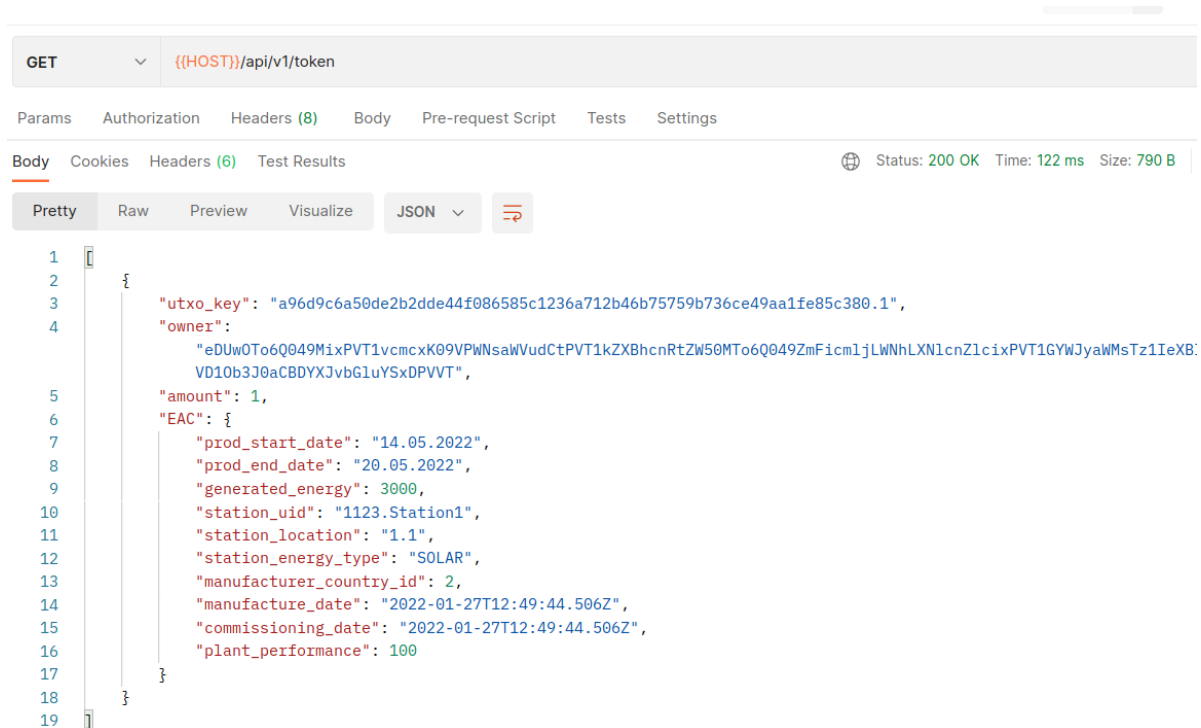 GET {{HOST}}/api/v1/token
Params Authorization Headers (8) Body Pre-request Script Tests Settings
Body Cookies Headers (6) Test Results Status: 200 OK Time: 122 ms Size: 790 B
Pretty Raw Preview Visualize JSON
1 [
2 {
3 "utxo_key": "a96d9c6a50de2b2dde44f086585c1236a712b46b75759b736ce49aa1fe85c380.1",
4 "owner":
"eDUwOTo6Q049MixPVT1vcmcxK09VPWNsaWVudCtPVT1kZXBhcnRtZW50MTo6Q049ZmFicmljLWNhLXNlcnZlcixPVT1GYWJyaWMsTz1IeXBl
VD1Ob3J0aCBDYXJvbGluYSxDPVVT",
5 "amount": 1,
6 "EAC": {
7 "prod_start_date": "14.05.2022",
8 "prod_end_date": "20.05.2022",
9 "generated_energy": 3000,
10 "station_uid": "1123.Station1",
11 "station_location": "1.1",
12 "station_energy_type": "SOLAR",
13 "manufacturer_country_id": 2,
14 "manufacture_date": "2022-01-27T12:49:44.506Z",
15 "commissioning_date": "2022-01-27T12:49:44.506Z",
16 "plant_performance": 100
17 }
18 }
19 ]